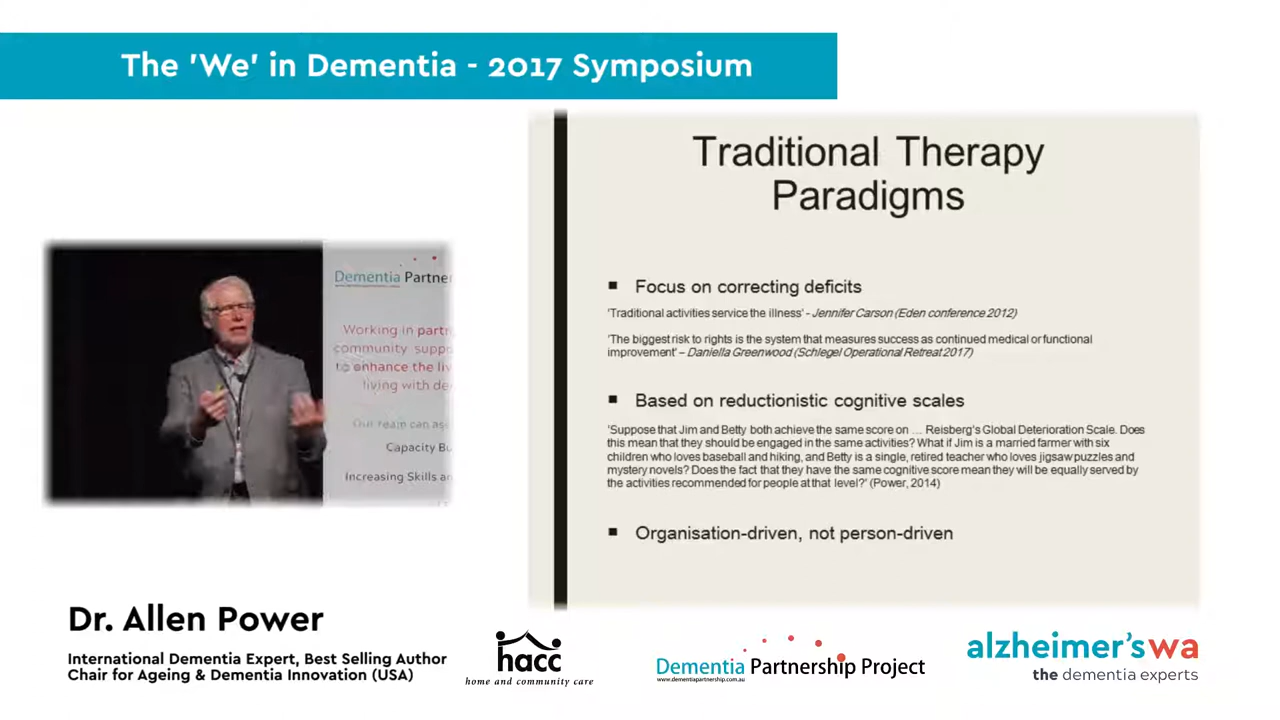 The 'We' in Dementia - 2017 Symposium
Traditional Therapy
Paradigms
Focus on correcting deficits
'Traditional activities service the illness' - Jennifer Carson (Eden conference 2012)
'The biggest risk to rights is the system that measures success as continued medical or functional
improvement' – Daniella Greenwood (Schlegel Operational Retreat 2017)
Based on reductionistic cognitive scales
'Suppose that Jim and Betty both achieve the same score on … Reisberg's Global Deterioration Scale. Does
this mean that they should be engaged in the same activities? What if Jim is a married farmer with six
children who loves baseball and hiking, and Betty is a single, retired teacher who loves jigsaw puzzles and
mystery novels? Does the fact that they have the same cognitive score mean they will be equally served by
the activities recommended for people at that level?' (Power, 2014)
Organisation-driven, not person-driven
Dementia Partner
Working in partn
community suppo
to enhance the liv
living with de
Our team can as
Capacity Bu
Increasing Skills a
Dr. Allen Power
International Dementia Expert, Best Selling Author
Chair for Ageing & Dementia Innovation (USA)
hacc
home and community care
Dementia Partnership Project
www.dementiapartnership.com.au
alzheimer's wa
the dementia experts